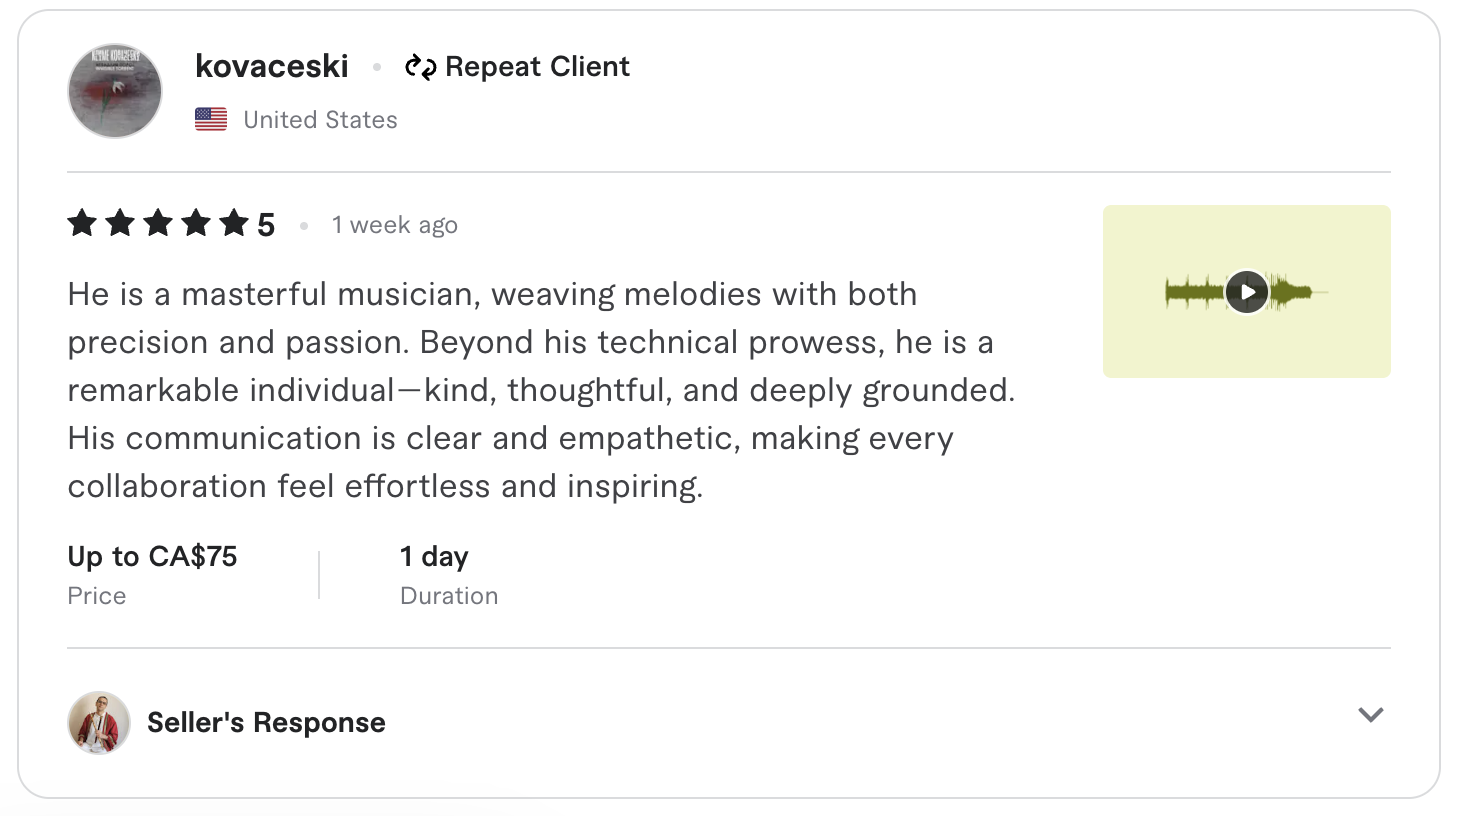 kovaceski
Repeat Client
United States
5
1 week ago
He is a masterful musician, weaving melodies with both
precision and passion. Beyond his technical prowess, he is a
remarkable individual—kind, thoughtful, and deeply grounded.
His communication is clear and empathetic, making every
collaboration feel effortless and inspiring.
Up to CA$75
1 day
Price
Duration
Seller's Response